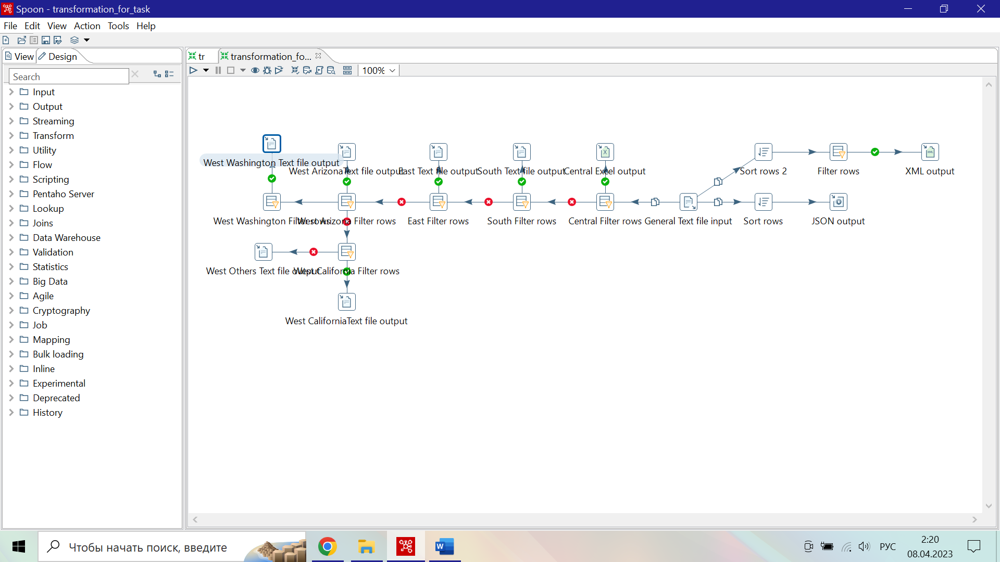 Spoon - transformation_for_task
File Edit View Action Tools Help
View Design
tr transformation_fo...
100%
Search
Input
Output
Streaming
Transform
Utility
Flow
Scripting
Pentaho Server
Lookup
Joins
Data Warehouse
Validation
Statistics
Big Data
Agile
Cryptography
Job
Mapping
Bulk loading
Inline
Experimental
Deprecated
History
West Washington Text file output
West ArizonaText file output East Text file output South Text file output Central Excel output Sort rows 2 Filter rows XML output
West Washington Filter rows West Arizona Filter rows East Filter rows South Filter rows Central Filter rows General Text file input Sort rows JSON output
West Others Text file output West California Filter rows
West CaliforniaText file output
Чтобы начать поиск, введите
РУС
2:20
08.04.2023